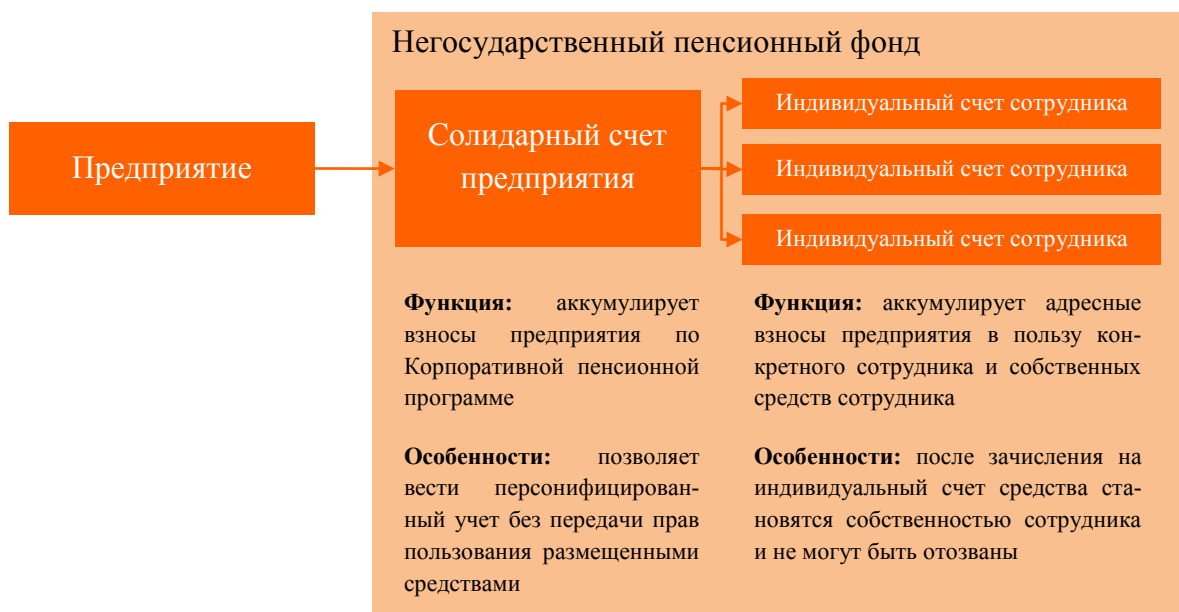 Негосударственный пенсионный фонд
Предприятие
Солидарный счет
предприятия
Индивидуальный счет сотрудника
Индивидуальный счет сотрудника
Индивидуальный счет сотрудника
Функция: аккумулирует
взносы предприятия по
Корпоративной пенсионной
программе
Особенности: позволяет
вести персонифицирован-
ный учет без передачи прав
пользования размещенными
средствами
Функция: аккумулирует адресные
взносы предприятия в пользу кон-
кретного сотрудника и собственных
средств сотрудника
Особенности: после зачисления на
индивидуальный счет средства ста-
новятся собственностью сотрудника
и не могут быть отозваны